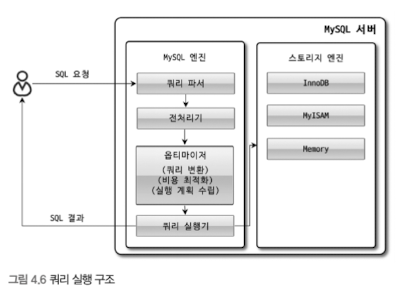 MySQL 서버
MySQL 엔진
스토리지 엔진
SQL 요청
쿼리 파서
InnoDB
전처리기
MyISAM
옵티마이저
(쿼리 변환)
(비용 최적화)
(실행 계획 수립)
Memory
SQL 결과
쿼리 실행기
그림 4.6 쿼리 실행 구조